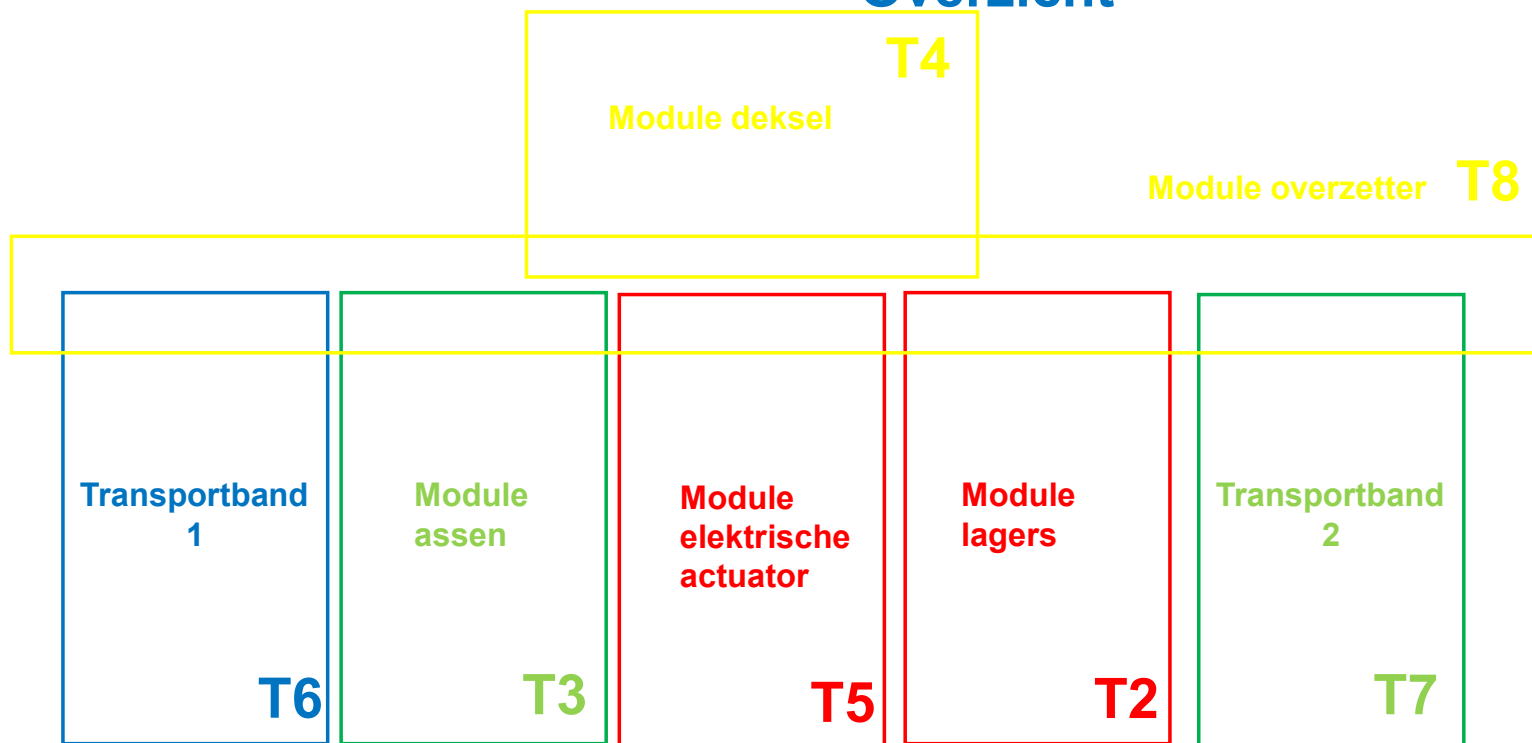 Overzicht
T4
Module deksel
Module overzetter T8
Transportband
1
T6
Module
assen
T3
Module
elektrische
actuator
T5
Module
lagers
T2
Transportband
2
T7